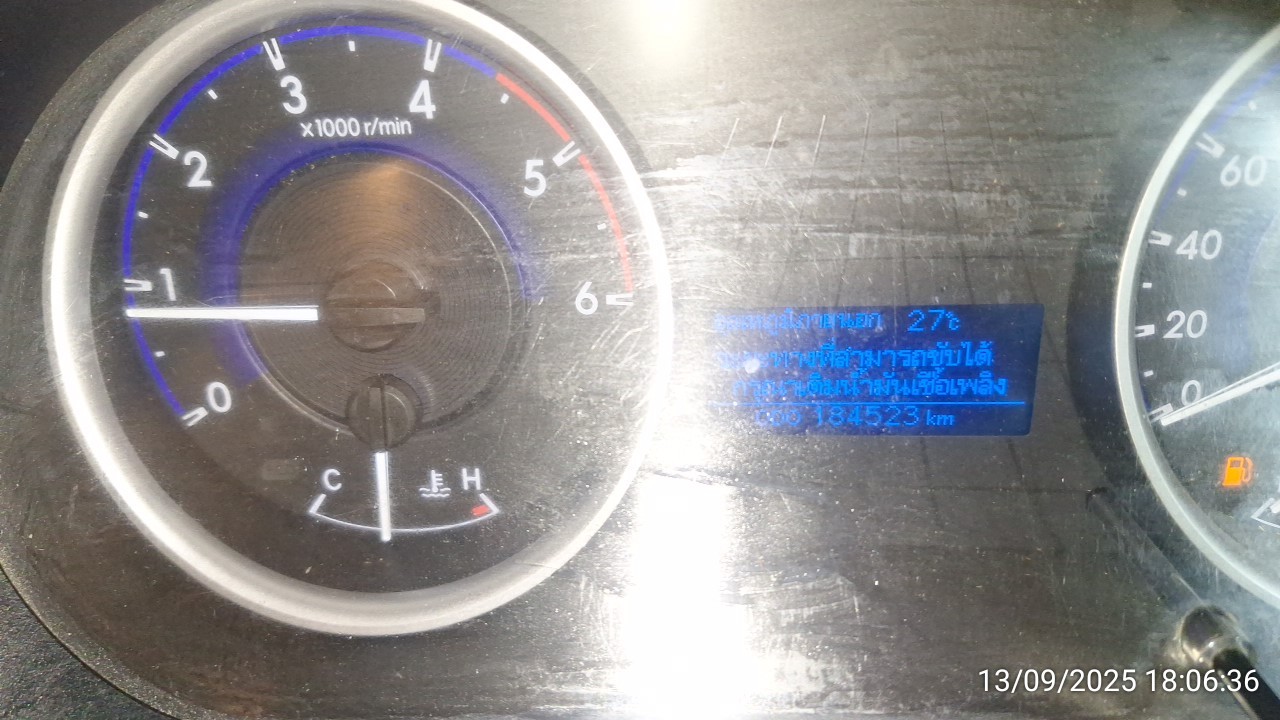 3
4
x1000 r/min
2
5
1
6
0
C
H
60
40
20
0
อุณหภูมิภายนอก 27℃
ระยะทางที่สามารถขับได้
กรุณาเติมน้ำมันเชื้อเพลิง
ODO 184523 km
13/09/2025 18:06:36